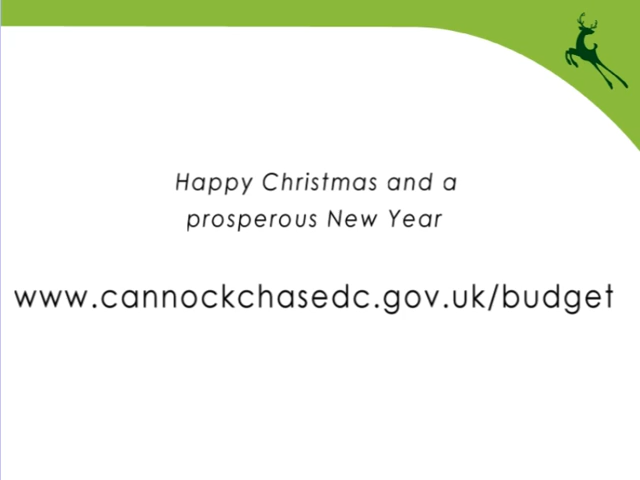 Happy Christmas and a
prosperous New Year
www.cannockchasedc.gov.uk/budget